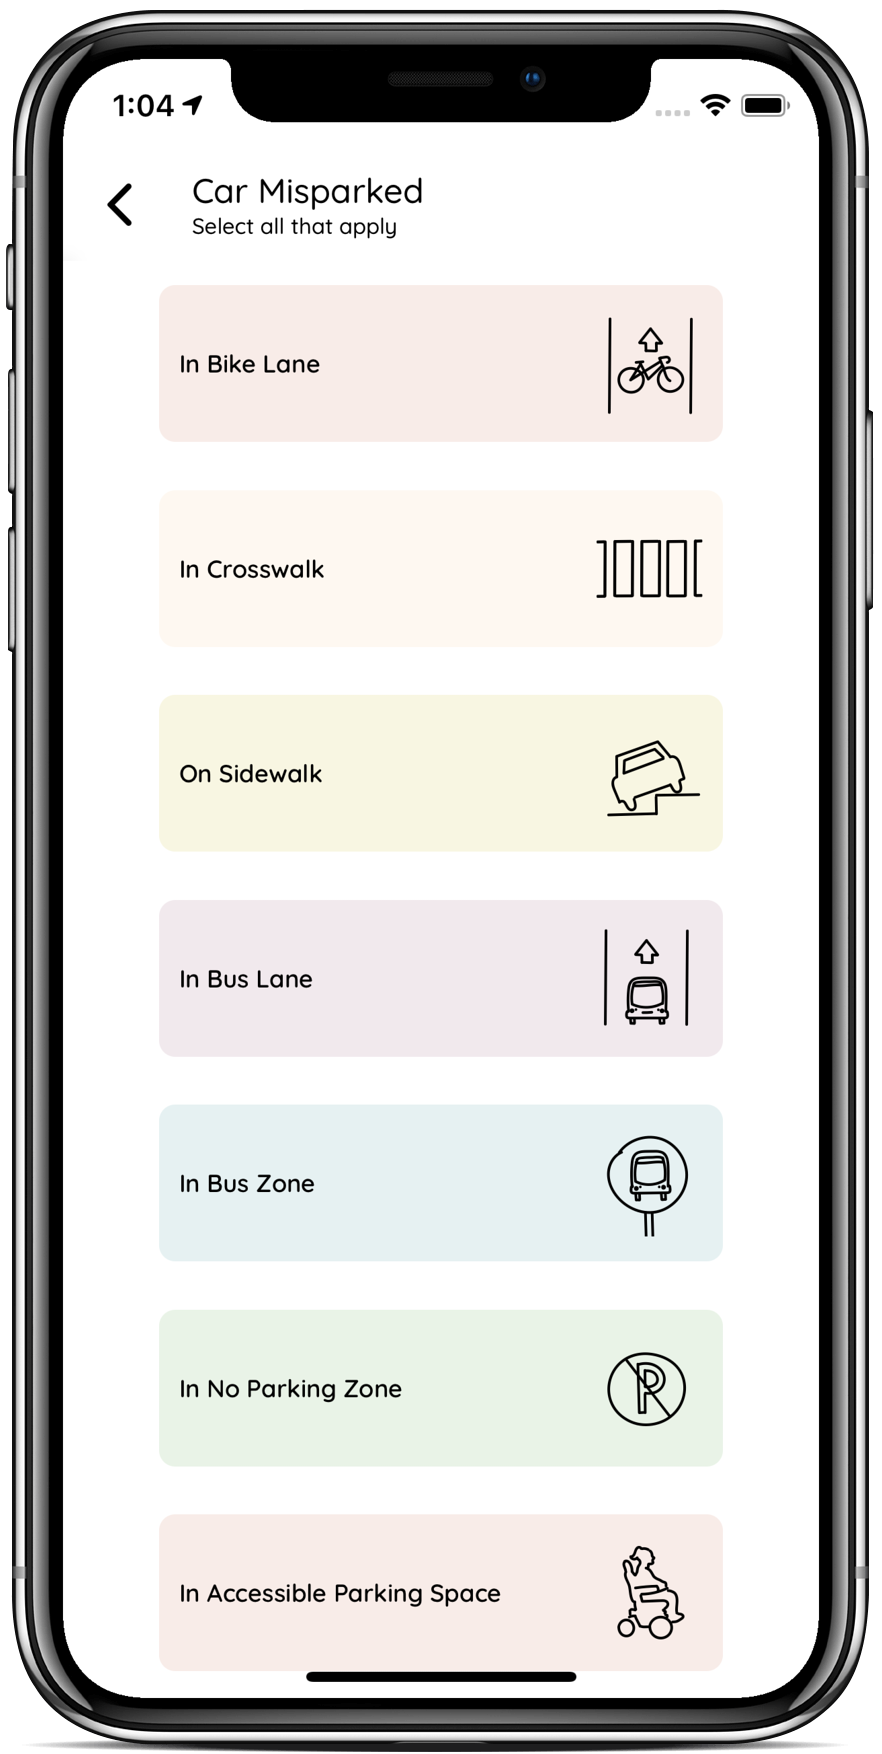 1:04
Car Misparked
Select all that apply
In Bike Lane
In Crosswalk
On Sidewalk
In Bus Lane
In Bus Zone
In No Parking Zone
P
In Accessible Parking Space